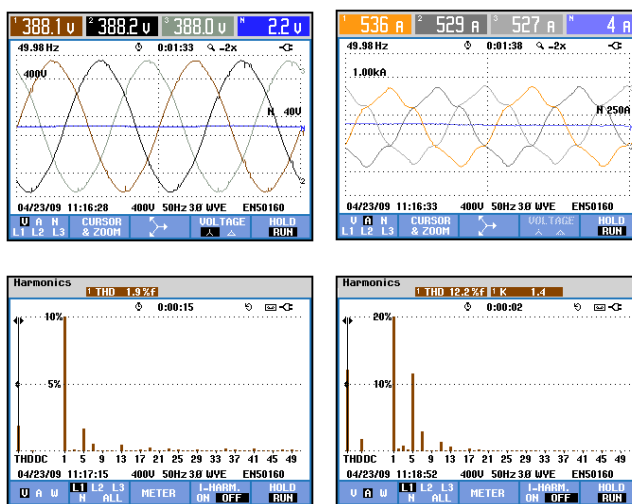 1 388.1 V 2 388.2 V 3 388.0 V N 2.2 V
49.98 Hz 0:01:33 -2x
400V
3
N 40V
N
2
04/23/09 11:16:28 400V 50Hz 3Ø WYE EN50160
V A N
L1 L2 L3
CURSOR
& ZOOM
VOLTAGE
HOLD
RUN
1 536 A 2 529 A 3 527 A N 4 A
49.98 Hz 0:01:38 -2x
1.00kA
N 250A
04/23/09 11:16:33 400V 50Hz 3Ø WYE EN50160
V A N
L1 L2 L3
CURSOR
& ZOOM
VOLTAGE
HOLD
RUN
Harmonics
1 THD 1.9%f
0:00:15
10%
5%
THDDC 1 5 9 13 17 21 25 29 33 37 41 45 49
04/23/09 11:17:15 400V 50Hz 3Ø WYE EN50160
V A W
L1 L2 L3
N ALL
METER
I-HARM.
ON OFF
HOLD
RUN
Harmonics
1 THD 12.2%f 1 K 1.4
0:00:02
20%
10%
THDDC 1 5 9 13 17 21 25 29 33 37 41 45 49
04/23/09 11:18:52 400V 50Hz 3Ø WYE EN50160
V A W
L1 L2 L3
N ALL
METER
I-HARM.
ON OFF
HOLD
RUN